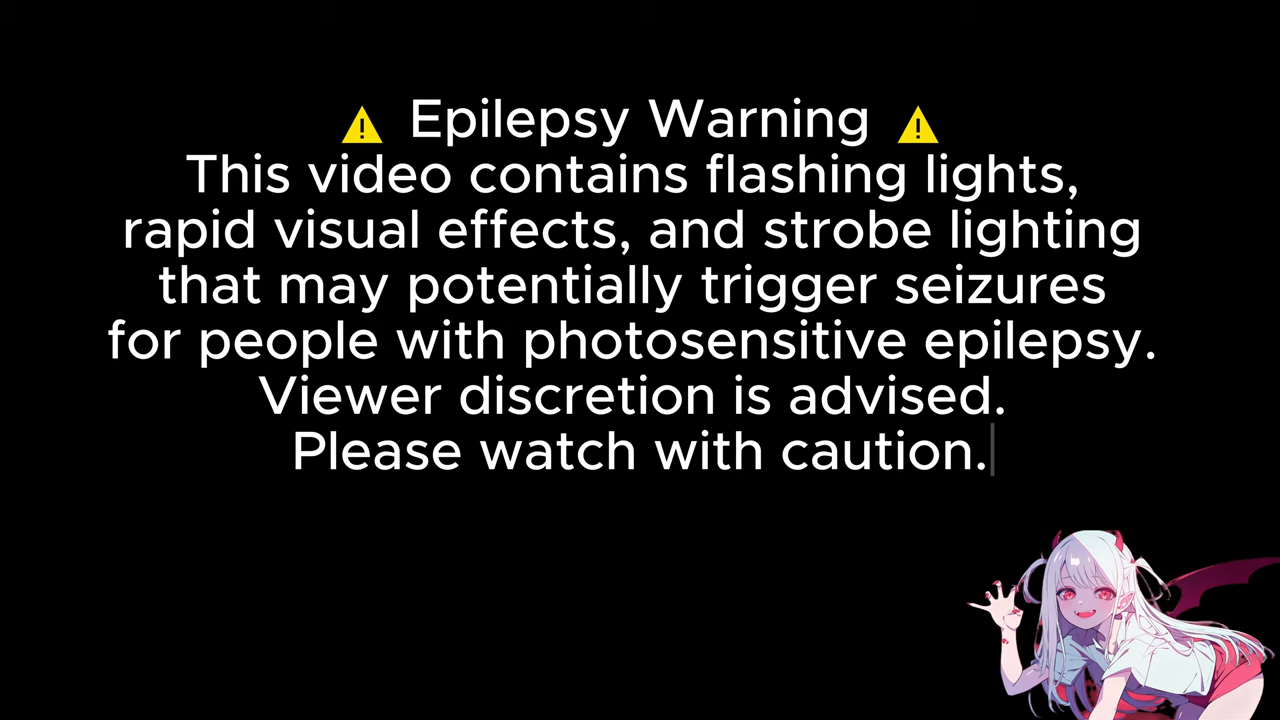 ⚠ Epilepsy Warning ⚠
This video contains flashing lights,
rapid visual effects, and strobe lighting
that may potentially trigger seizures
for people with photosensitive epilepsy.
Viewer discretion is advised.
Please watch with caution.